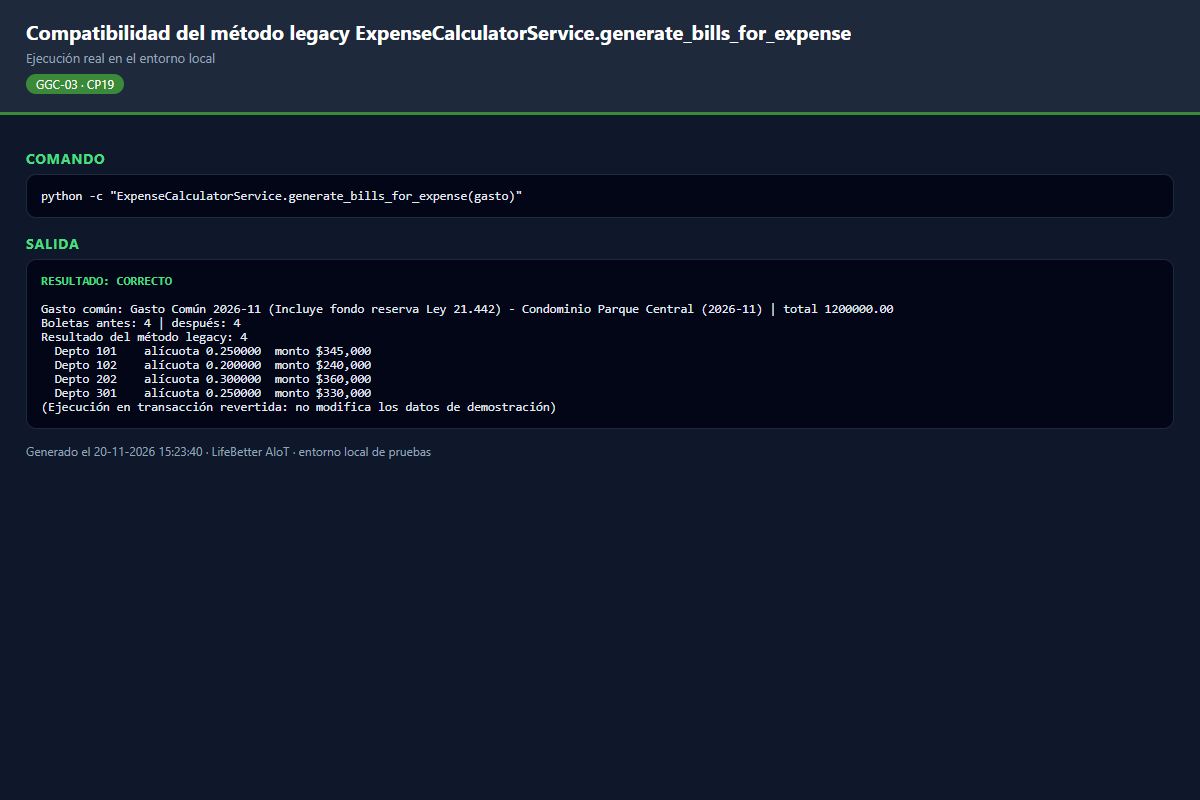 Compatibilidad del método legacy ExpenseCalculatorService.generate_bills_for_expense
Ejecución real en el entorno local
GGC-03 · CP19
COMANDO
python -c "ExpenseCalculatorService.generate_bills_for_expense(gasto)"
SALIDA
RESULTADO: CORRECTO
Gasto común: Gasto Común 2026-11 (Incluye fondo reserva Ley 21.442) - Condominio Parque Central (2026-11) | total 1200000.00
Boletas antes: 4 | después: 4
Resultado del método legacy: 4
Depto 101    alícuota 0.250000  monto $345,000
Depto 102    alícuota 0.200000  monto $240,000
Depto 202    alícuota 0.300000  monto $360,000
Depto 301    alícuota 0.250000  monto $330,000
(Ejecución en transacción revertida: no modifica los datos de demostración)
Generado el 20-11-2026 15:23:40 · LifeBetter AIoT · entorno local de pruebas